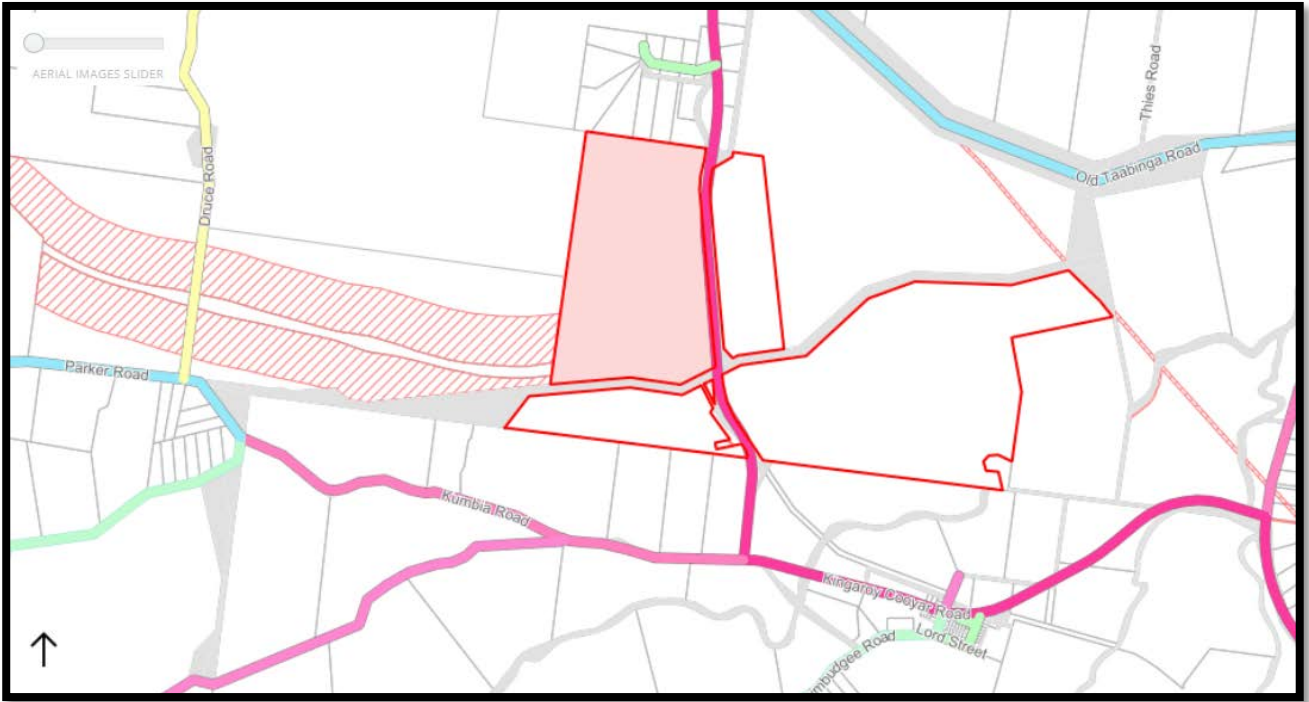 AERIAL IMAGES SLIDER
Thies Road
Old Taabinga Road
Druce Road
Parker Road
Kumbia Road
Kingaroy Cooyar Road
Lord Street
Road